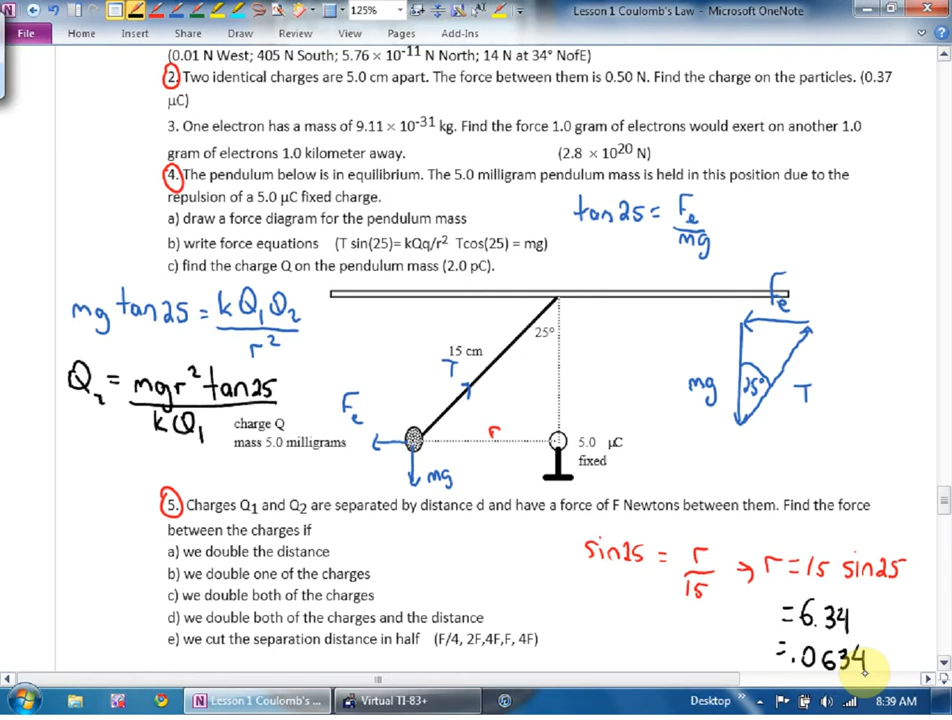 125%
Lesson 1 Coulomb's Law - Microsoft OneNote
File Home Insert Share Draw Review View Pages Add-Ins
(0.01 N West; 405 N South; 5.76 × 10-11 N North; 14 N at 34° NofE)
2. Two identical charges are 5.0 cm apart. The force between them is 0.50 N. Find the charge on the particles. (0.37
µC)
3. One electron has a mass of 9.11 × 10-31 kg. Find the force 1.0 gram of electrons would exert on another 1.0
gram of electrons 1.0 kilometer away. (2.8 × 1020 N)
4. The pendulum below is in equilibrium. The 5.0 milligram pendulum mass is held in this position due to the
repulsion of a 5.0 µC fixed charge.
a) draw a force diagram for the pendulum mass
b) write force equations (T sin(25)= kQq/r2 Tcos(25) = mg)
c) find the charge Q on the pendulum mass (2.0 pC).
tan25 = Fe
mg
mg tan25 = kQ1Q2
r2
Q2 = mgr2 tan25
kQ1
15 cm
25°
T
Fe
r
mg
charge Q
mass 5.0 milligrams
5.0 µC
fixed
Fe
mg
25°
T
5. Charges Q1 and Q2 are separated by distance d and have a force of F Newtons between them. Find the force
between the charges if
a) we double the distance
b) we double one of the charges
c) we double both of the charges
d) we double both of the charges and the distance
e) we cut the separation distance in half (F/4, 2F,4F,F, 4F)
sin25 = r → r = 15 sin25
15
= 6.34
= .0634
Lesson 1 Coulomb's ... Virtual TI-83+ Desktop 8:39 AM